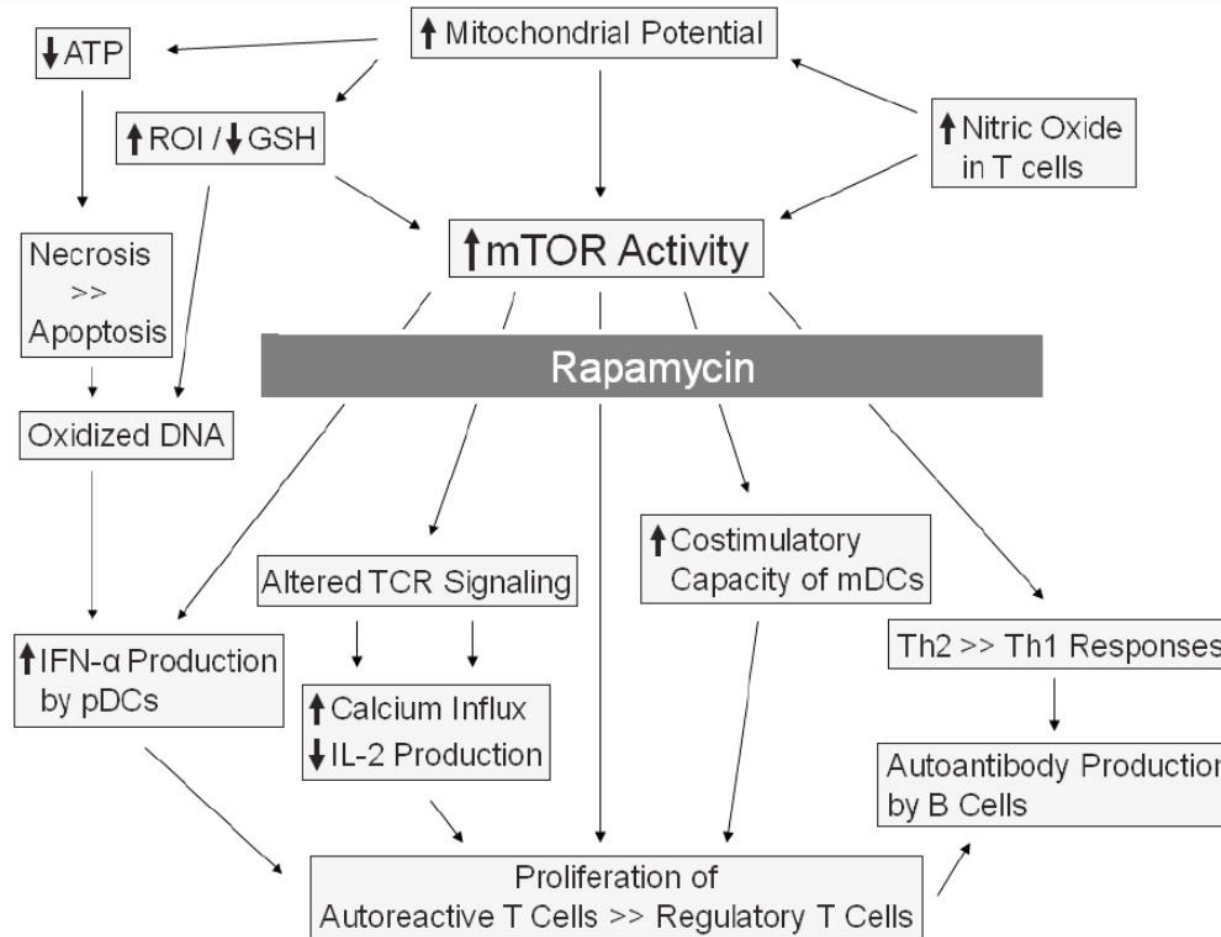 ↑ Mitochondrial Potential
↓ATP
↑ROI /↓GSH
↑Nitric Oxide
in T cells
↑mTOR Activity
Necrosis
>>
Apoptosis
Rapamycin
Oxidized DNA
↑Costimulatory
Capacity of mDCs
Altered TCR Signaling
↑IFN-α Production
by pDCs
Th2 >> Th1 Responses
↑Calcium Influx
↓IL-2 Production
Autoantibody Production
by B Cells
Proliferation of
Autoreactive T Cells >> Regulatory T Cells